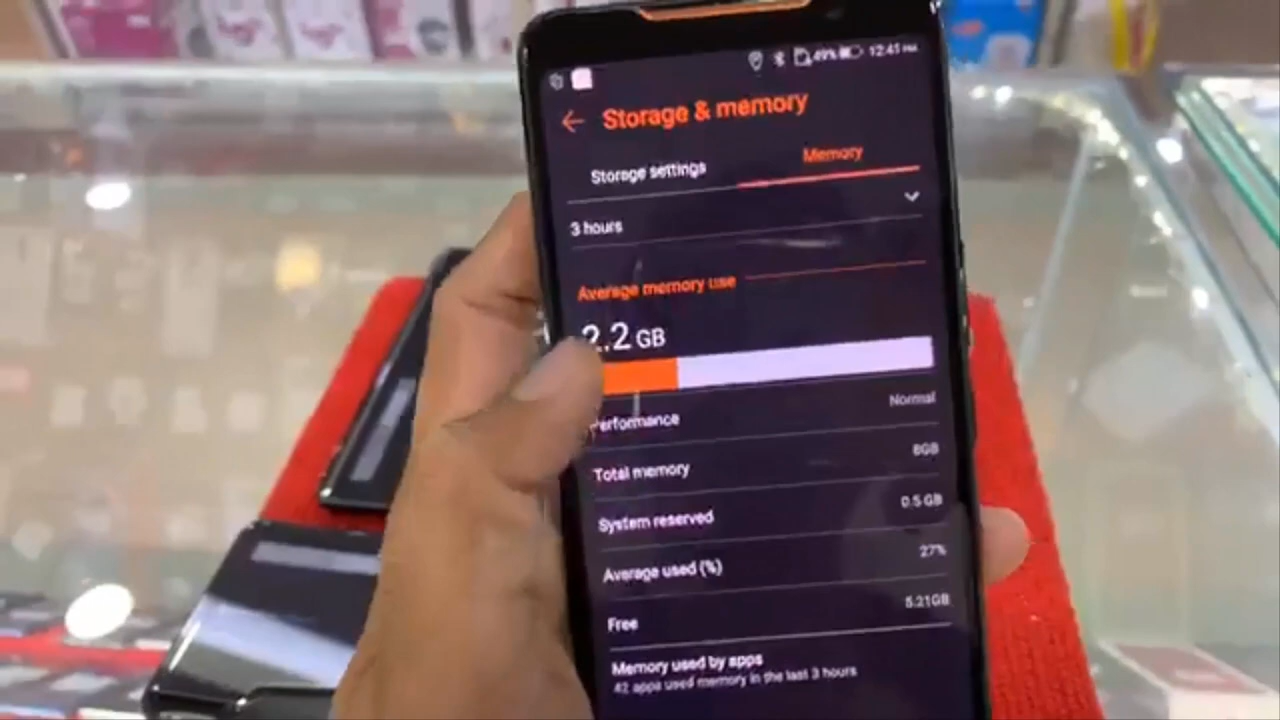 49% 12:41 PM
Storage & memory
Storage settings Memory
3 hours
Average memory use
2.2 GB
Performance Normal
Total memory 8GB
System reserved 0.5 GB
Average used (%) 27%
Free 5.21GB
Memory used by apps
42 apps used memory in the last 3 hours